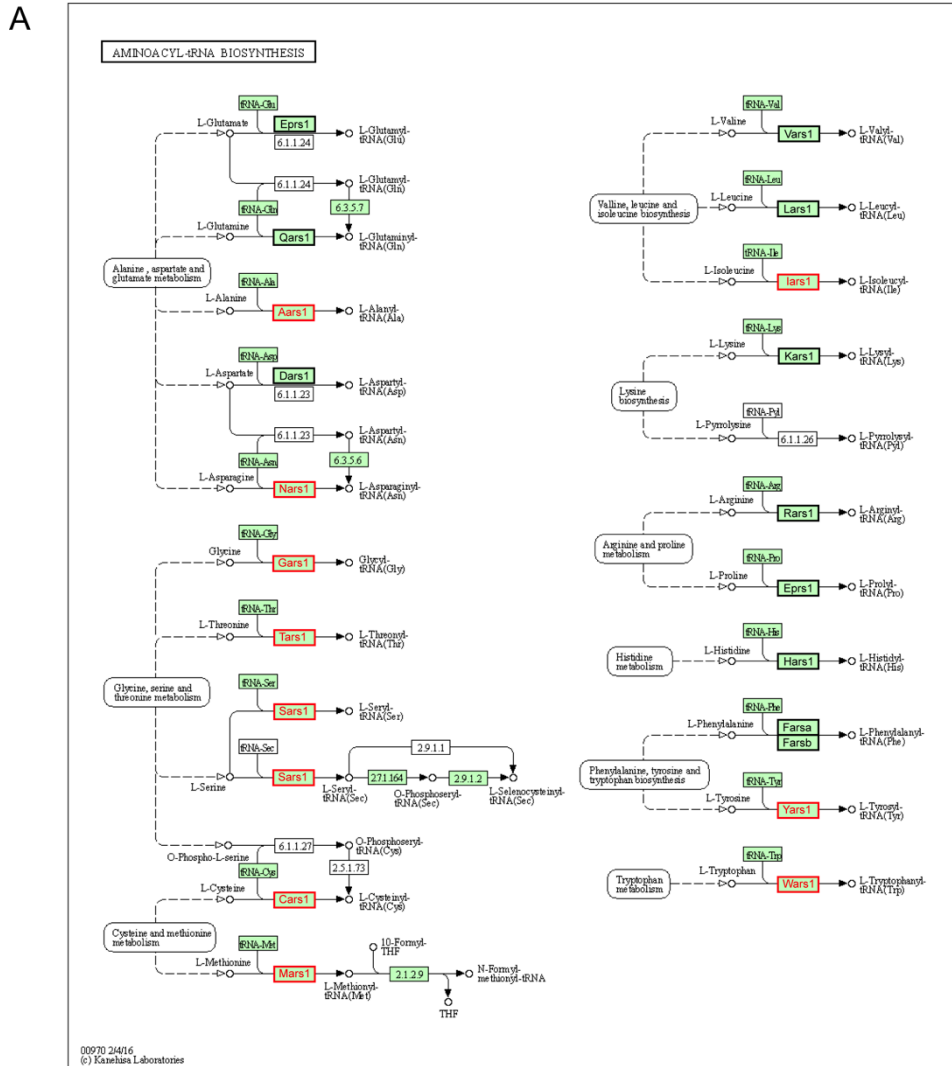 A
AMINOACYL-tRNA BIOSYNTHESIS
tRNA-Glu
L-Glutamate
Eprs1
6.1.1.24
L-Glutamyl-
tRNA(Glu)
6.1.1.24
L-Glutamyl-
tRNA(Gln)
tRNA-Gln
6.3.5.7
L-Glutamine
Qars1
L-Glutaminyl-
tRNA(Gln)
Alanine, aspartate and
glutamate metabolism
tRNA-Ala
L-Alanine
Aars1
L-Alanyl-
tRNA(Ala)
tRNA-Asp
L-Aspartate
Dars1
6.1.1.23
L-Aspartyl-
tRNA(Asp)
6.1.1.23
L-Aspartyl-
tRNA(Asn)
tRNA-Asn
6.3.5.6
L-Asparagine
Nars1
L-Asparaginyl-
tRNA(Asn)
tRNA-Gly
Glycine
Gars1
Glycyl-
tRNA(Gly)
tRNA-Thr
L-Threonine
Tars1
L-Threonyl-
tRNA(Thr)
Glycine, serine and
threonine metabolism
tRNA-Ser
Sars1
L-Seryl-
tRNA(Ser)
tRNA-Sec
L-Serine
Sars1
L-Seryl-
tRNA(Sec)
2.9.1.1
2.7.1.164
O-Phosphoseryl-
tRNA(Sec)
2.9.1.2
L-Selenocysteinyl-
tRNA(Sec)
O-Phospho-L-serine
6.1.1.27
O-Phosphoseryl-
tRNA(Cys)
tRNA-Cys
2.5.1.73
L-Cysteine
Cars1
L-Cysteinyl-
tRNA(Cys)
Cysteine and methionine
metabolism
tRNA-Met
L-Methionine
Mars1
L-Methionyl-
tRNA(Met)
10-Formyl-
THF
2.1.2.9
N-Formyl-
methionyl-tRNA
THF
00970 2/4/16
(c) Kanehisa Laboratories
tRNA-Val
L-Valine
Vars1
L-Valyl-
tRNA(Val)
Valline, leucine and
isoleucine biosynthesis
tRNA-Leu
L-Leucine
Lars1
L-Leucyl-
tRNA(Leu)
tRNA-Ile
L-Isoleucine
Iars1
L-Isoleucyl-
tRNA(Ile)
tRNA-Lys
L-Lysine
Kars1
L-Lysyl-
tRNA(Lys)
Lysine
biosynthesis
tRNA-Pyl
L-Pyrrolysine
6.1.1.26
L-Pyrrolysyl-
tRNA(Pyl)
tRNA-Arg
L-Arginine
Rars1
L-Arginyl-
tRNA(Arg)
Arginine and proline
metabolism
tRNA-Pro
L-Proline
Eprs1
L-Prolyl-
tRNA(Pro)
tRNA-His
Histidine
metabolism
L-Histidine
Hars1
L-Histidyl-
tRNA(His)
tRNA-Phe
L-Phenylalanine
Farsa
Farsb
L-Phenylalanyl-
tRNA(Phe)
Phenylalanine, tyrosine and
tryptophan biosynthesis
tRNA-Tyr
L-Tyrosine
Yars1
L-Tyrosyl-
tRNA(Tyr)
tRNA-Trp
Tryptophan
metabolism
L-Tryptophan
Wars1
L-Tryptophanyl-
tRNA(Trp)